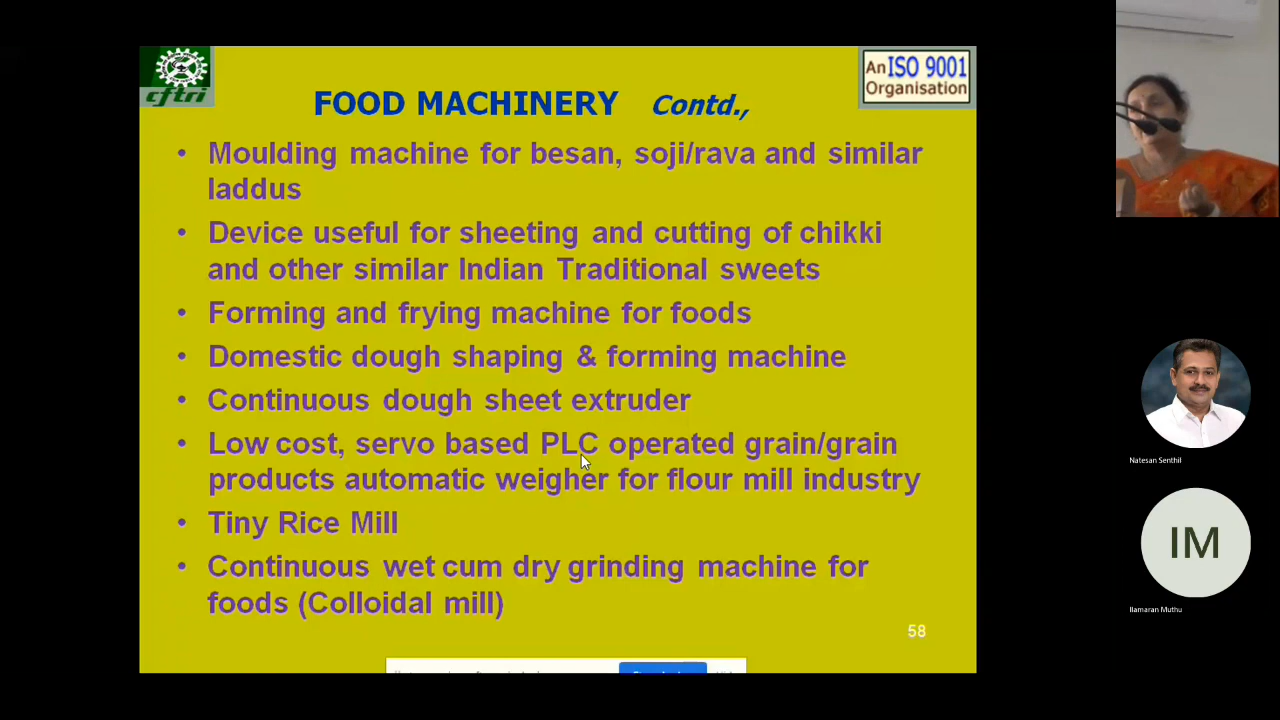 cftri
An ISO 9001
Organisation
FOOD MACHINERY Contd.,
• Moulding machine for besan, soji/rava and similar
laddus
• Device useful for sheeting and cutting of chikki
and other similar Indian Traditional sweets
• Forming and frying machine for foods
• Domestic dough shaping & forming machine
• Continuous dough sheet extruder
• Low cost, servo based PLC operated grain/grain
products automatic weigher for flour mill industry
• Tiny Rice Mill
• Continuous wet cum dry grinding machine for
foods (Colloidal mill)
58
Natesan Senthil
IM
Ilamaran Muthu